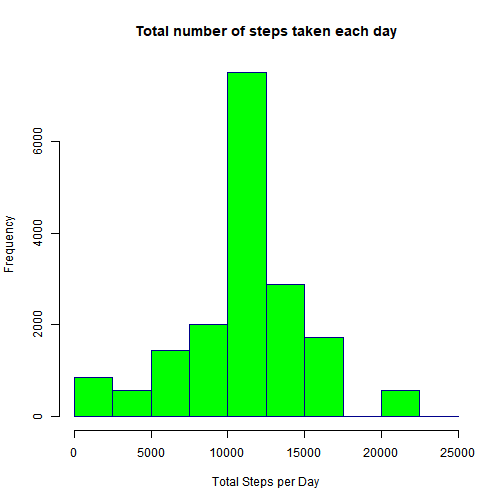 Total number of steps taken each day
Frequency
6000
4000
2000
0
0 5000 10000 15000 20000 25000
Total Steps per Day